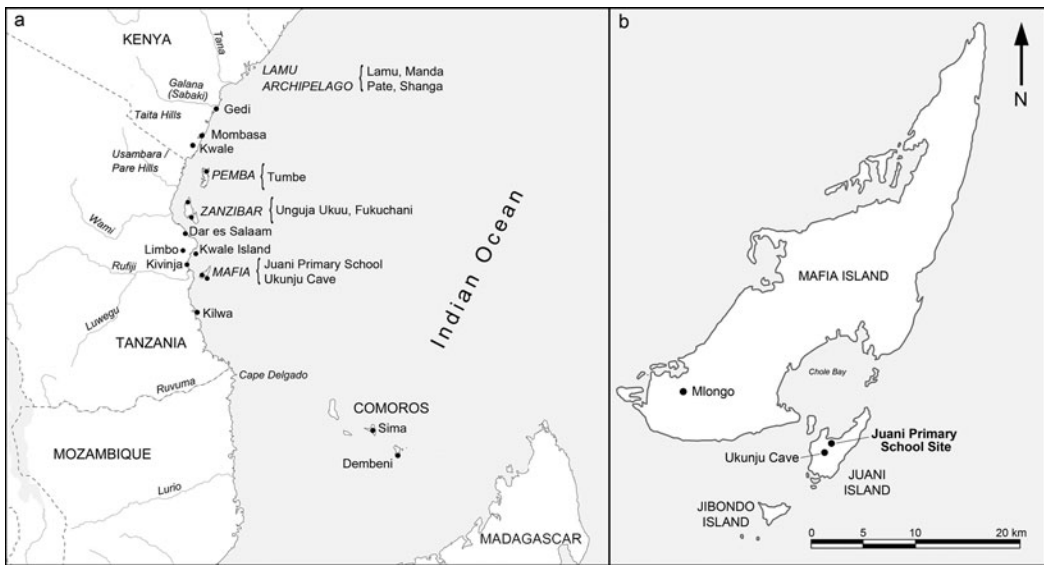 a
KENYA
Tana
LAMU
ARCHIPELAGO
Lamu, Manda
Pate, Shanga
Galana
(Sabaki)
Gedi
Taita Hills
Mombasa
Kwale
Usambara /
Pare Hills
PEMBA
Tumbe
ZANZIBAR
Unguja Ukuu, Fukuchani
Wami
Dar es Salaam
Limbo
Kwale Island
Rufiji
Kivinja
MAFIA
Juani Primary School
Ukunju Cave
Kilwa
Luwegu
TANZANIA
Indian Ocean
Ruvuma
Cape Delgado
COMOROS
Sima
MOZAMBIQUE
Dembeni
Lurio
MADAGASCAR
b
N
MAFIA ISLAND
Chole Bay
Mlongo
Juani Primary
School Site
Ukunju Cave
JUANI
ISLAND
JIBONDO
ISLAND
0 5 10 20 km